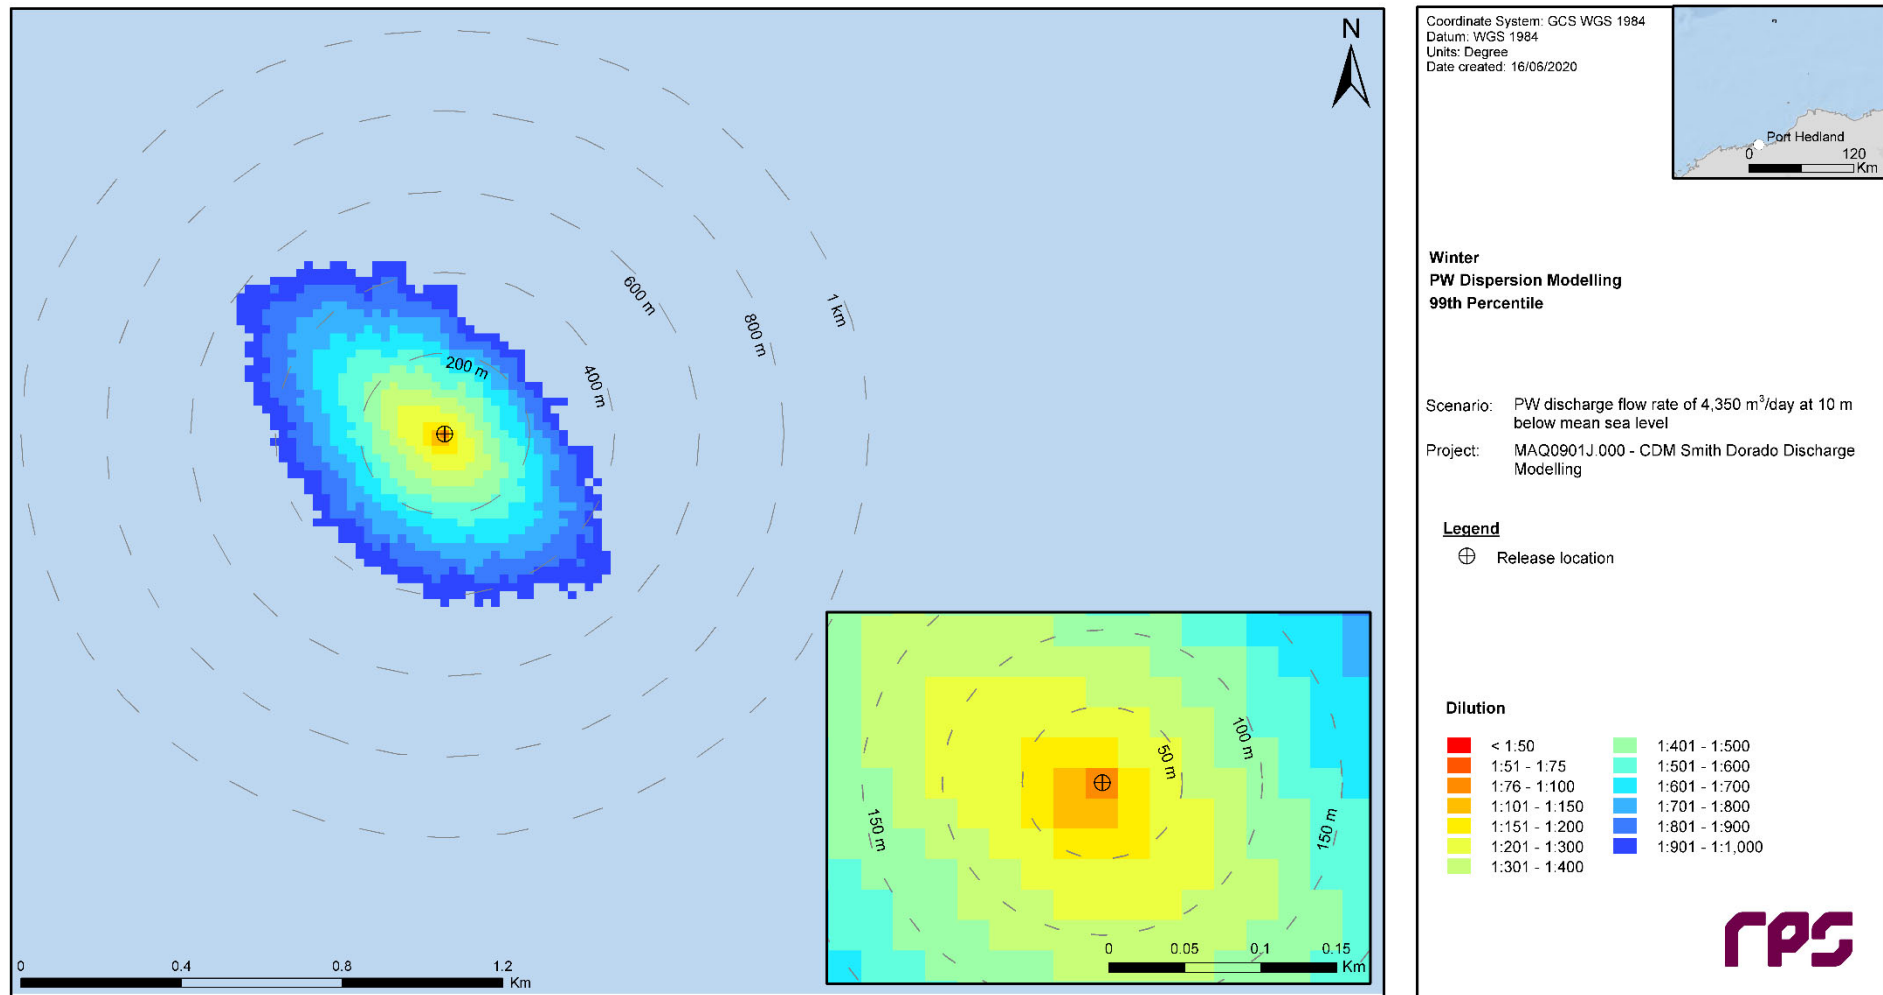 N
1 km
600 m
800 m
200 m
400 m
0 0.4 0.8 1.2
Km
50 m
100 m
150 m
150 m
0 0.05 0.1 0.15
Km
Coordinate System: GCS WGS 1984
Datum: WGS 1984
Units: Degree
Date created: 16/06/2020
Port Hedland
0 120
Km
Winter
PW Dispersion Modelling
99th Percentile
Scenario: PW discharge flow rate of 4,350 m³/day at 10 m
below mean sea level
Project: MAQ0901J.000 - CDM Smith Dorado Discharge
Modelling
Legend
Release location
Dilution
< 1:50
1:51 - 1:75
1:76 - 1:100
1:101 - 1:150
1:151 - 1:200
1:201 - 1:300
1:301 - 1:400
1:401 - 1:500
1:501 - 1:600
1:601 - 1:700
1:701 - 1:800
1:801 - 1:900
1:901 - 1:1,000
rps